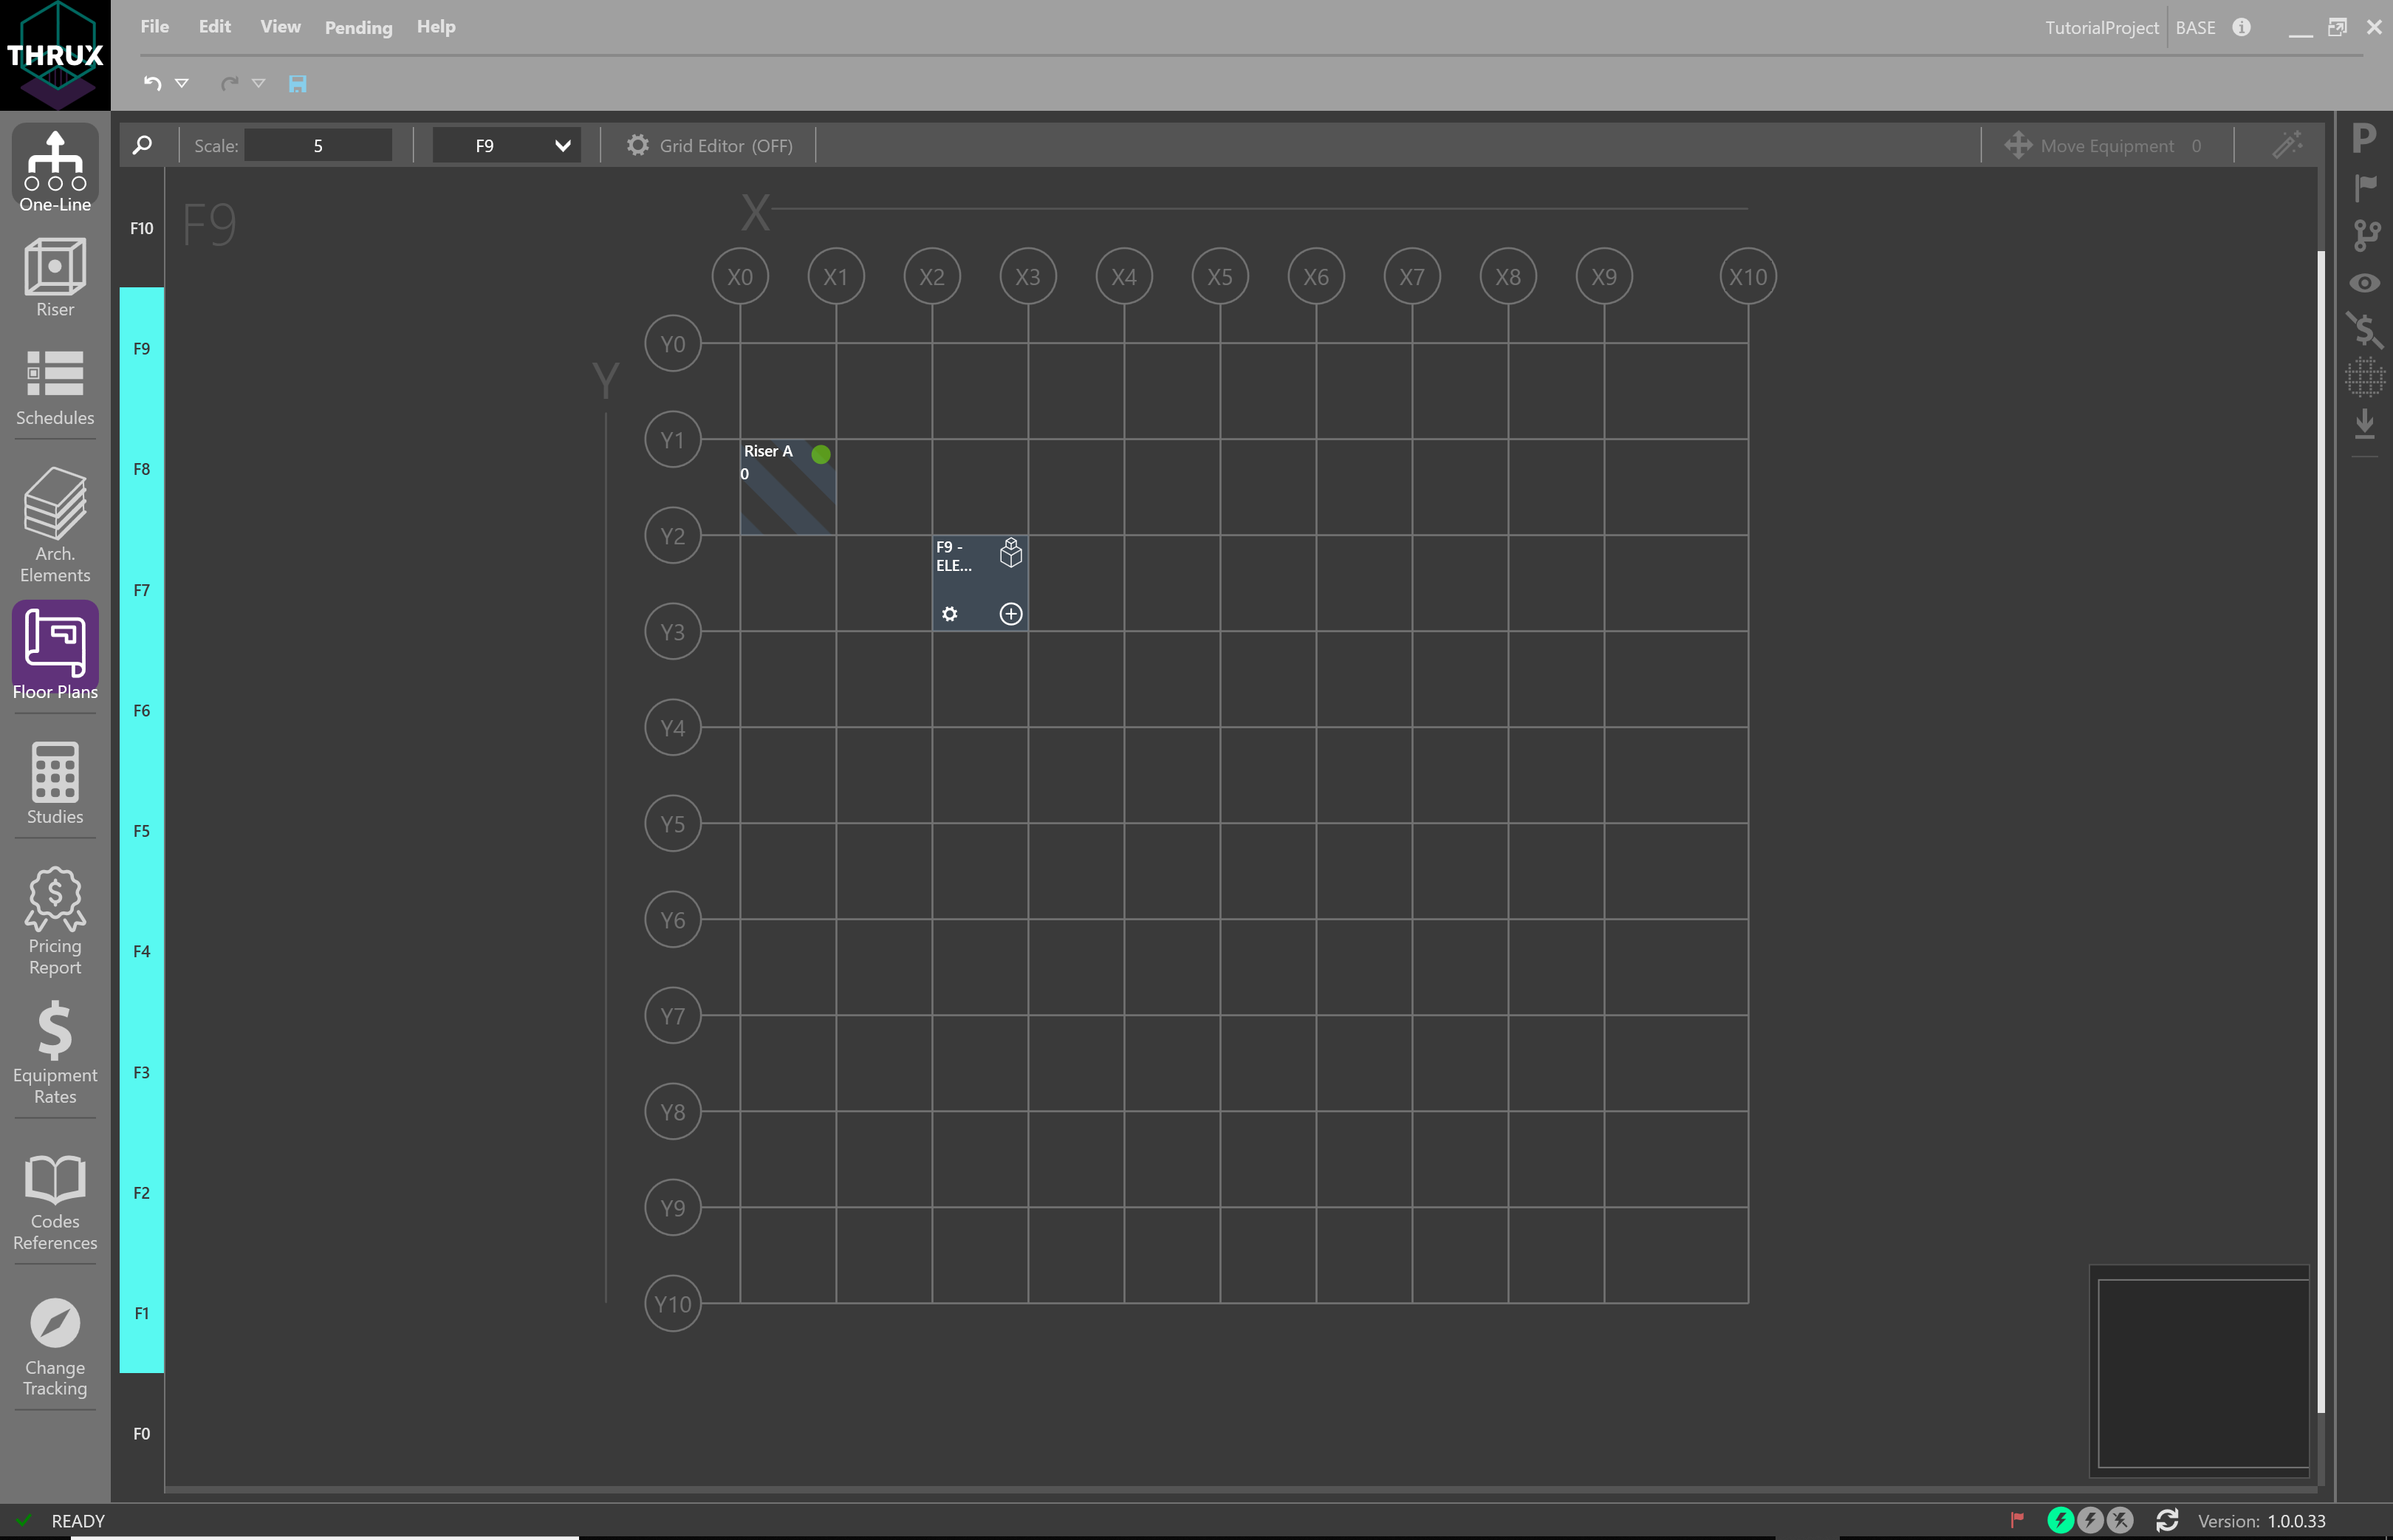 THRUX
File Edit View Pending Help
TutorialProject BASE
Scale: 5 F9 Grid Editor (OFF) Move Equipment 0
P
One-Line
Riser
Schedules
Arch.
Elements
Floor Plans
Studies
Pricing
Report
Equipment
Rates
Codes
References
Change
Tracking
F10
F9
F8
F7
F6
F5
F4
F3
F2
F1
F0
F9
X
X0 X1 X2 X3 X4 X5 X6 X7 X8 X9 X10
Y
Y0
Y1
Y2
Y3
Y4
Y5
Y6
Y7
Y8
Y9
Y10
Riser A
0
F9 -
ELE...
READY
Version: 1.0.0.33